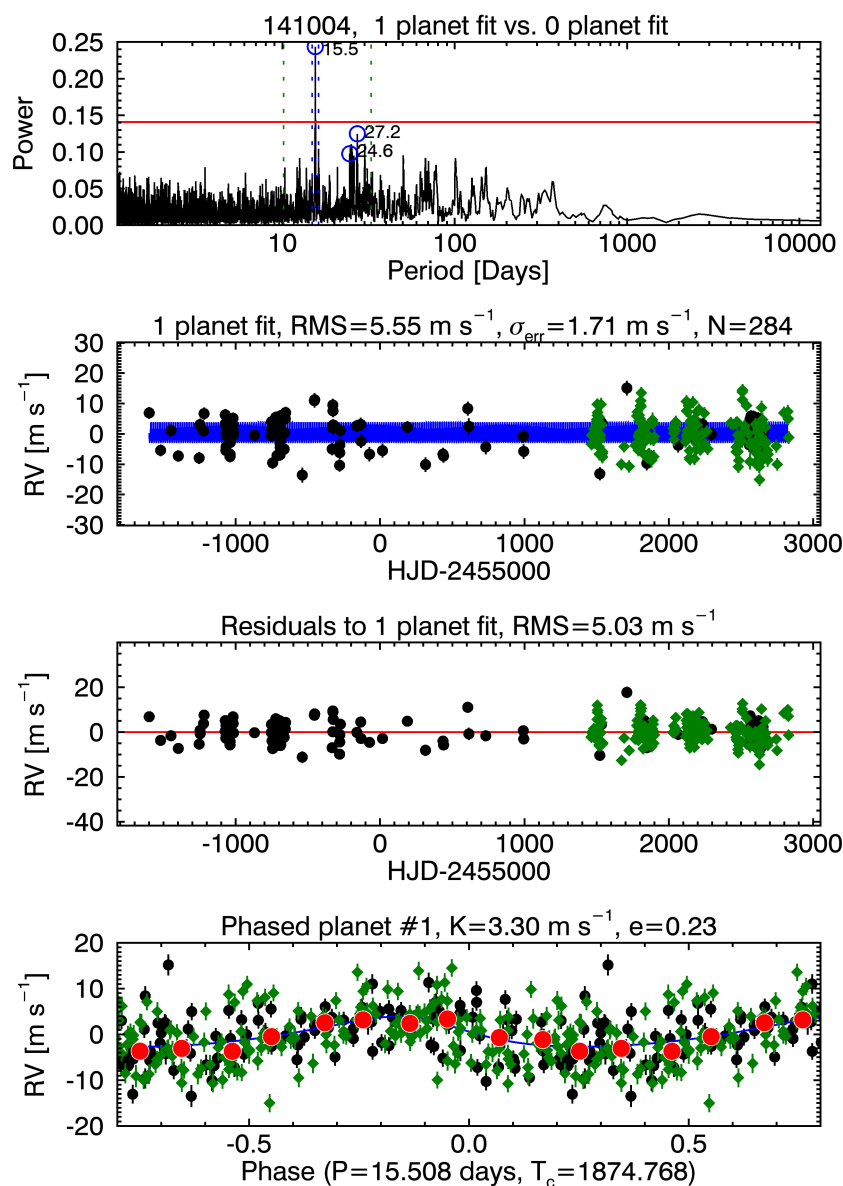 141004, 1 planet fit vs. 0 planet fit
0.25
0.20
0.15
0.10
0.05
0.00
Power
15.5
27.2
24.6
10 100 1000 10000
Period [Days]
1 planet fit, RMS=5.55 m s⁻¹, σerr=1.71 m s⁻¹, N=284
30
20
10
0
-10
-20
-30
RV [m s⁻¹]
-1000 0 1000 2000 3000
HJD-2455000
Residuals to 1 planet fit, RMS=5.03 m s⁻¹
20
0
-20
-40
RV [m s⁻¹]
-1000 0 1000 2000 3000
HJD-2455000
Phased planet #1, K=3.30 m s⁻¹, e=0.23
20
10
0
-10
-20
RV [m s⁻¹]
-0.5 0.0 0.5
Phase (P=15.508 days, Tc=1874.768)